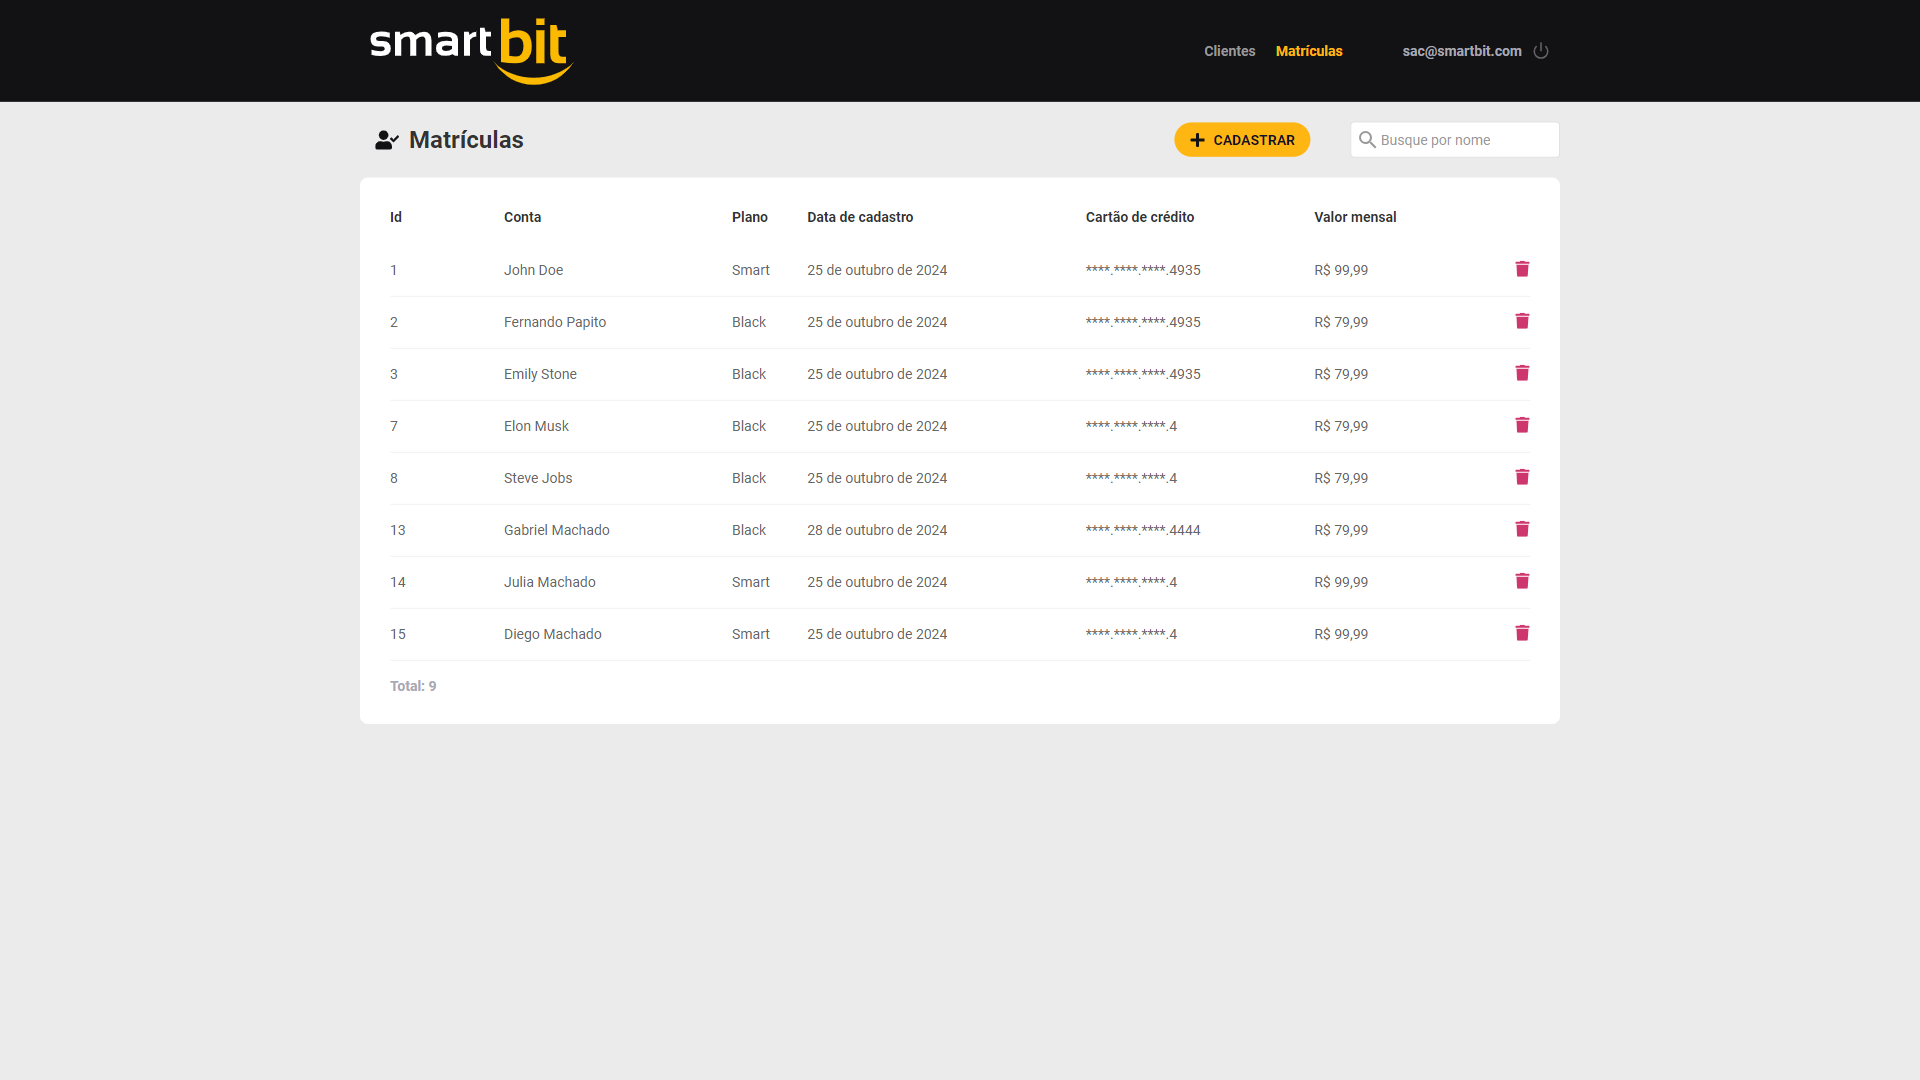 smartbit
Clientes Matrículas sac@smartbit.com
Matrículas CADASTRAR Busque por nome
Id Conta Plano Data de cadastro Cartão de crédito Valor mensal
1 John Doe Smart 25 de outubro de 2024 ****.****.****.4935 R$ 99,99
2 Fernando Papito Black 25 de outubro de 2024 ****.****.****.4935 R$ 79,99
3 Emily Stone Black 25 de outubro de 2024 ****.****.****.4935 R$ 79,99
7 Elon Musk Black 25 de outubro de 2024 ****.****.****.4 R$ 79,99
8 Steve Jobs Black 25 de outubro de 2024 ****.****.****.4 R$ 79,99
13 Gabriel Machado Black 28 de outubro de 2024 ****.****.****.4444 R$ 79,99
14 Julia Machado Smart 25 de outubro de 2024 ****.****.****.4 R$ 99,99
15 Diego Machado Smart 25 de outubro de 2024 ****.****.****.4 R$ 99,99
Total: 9